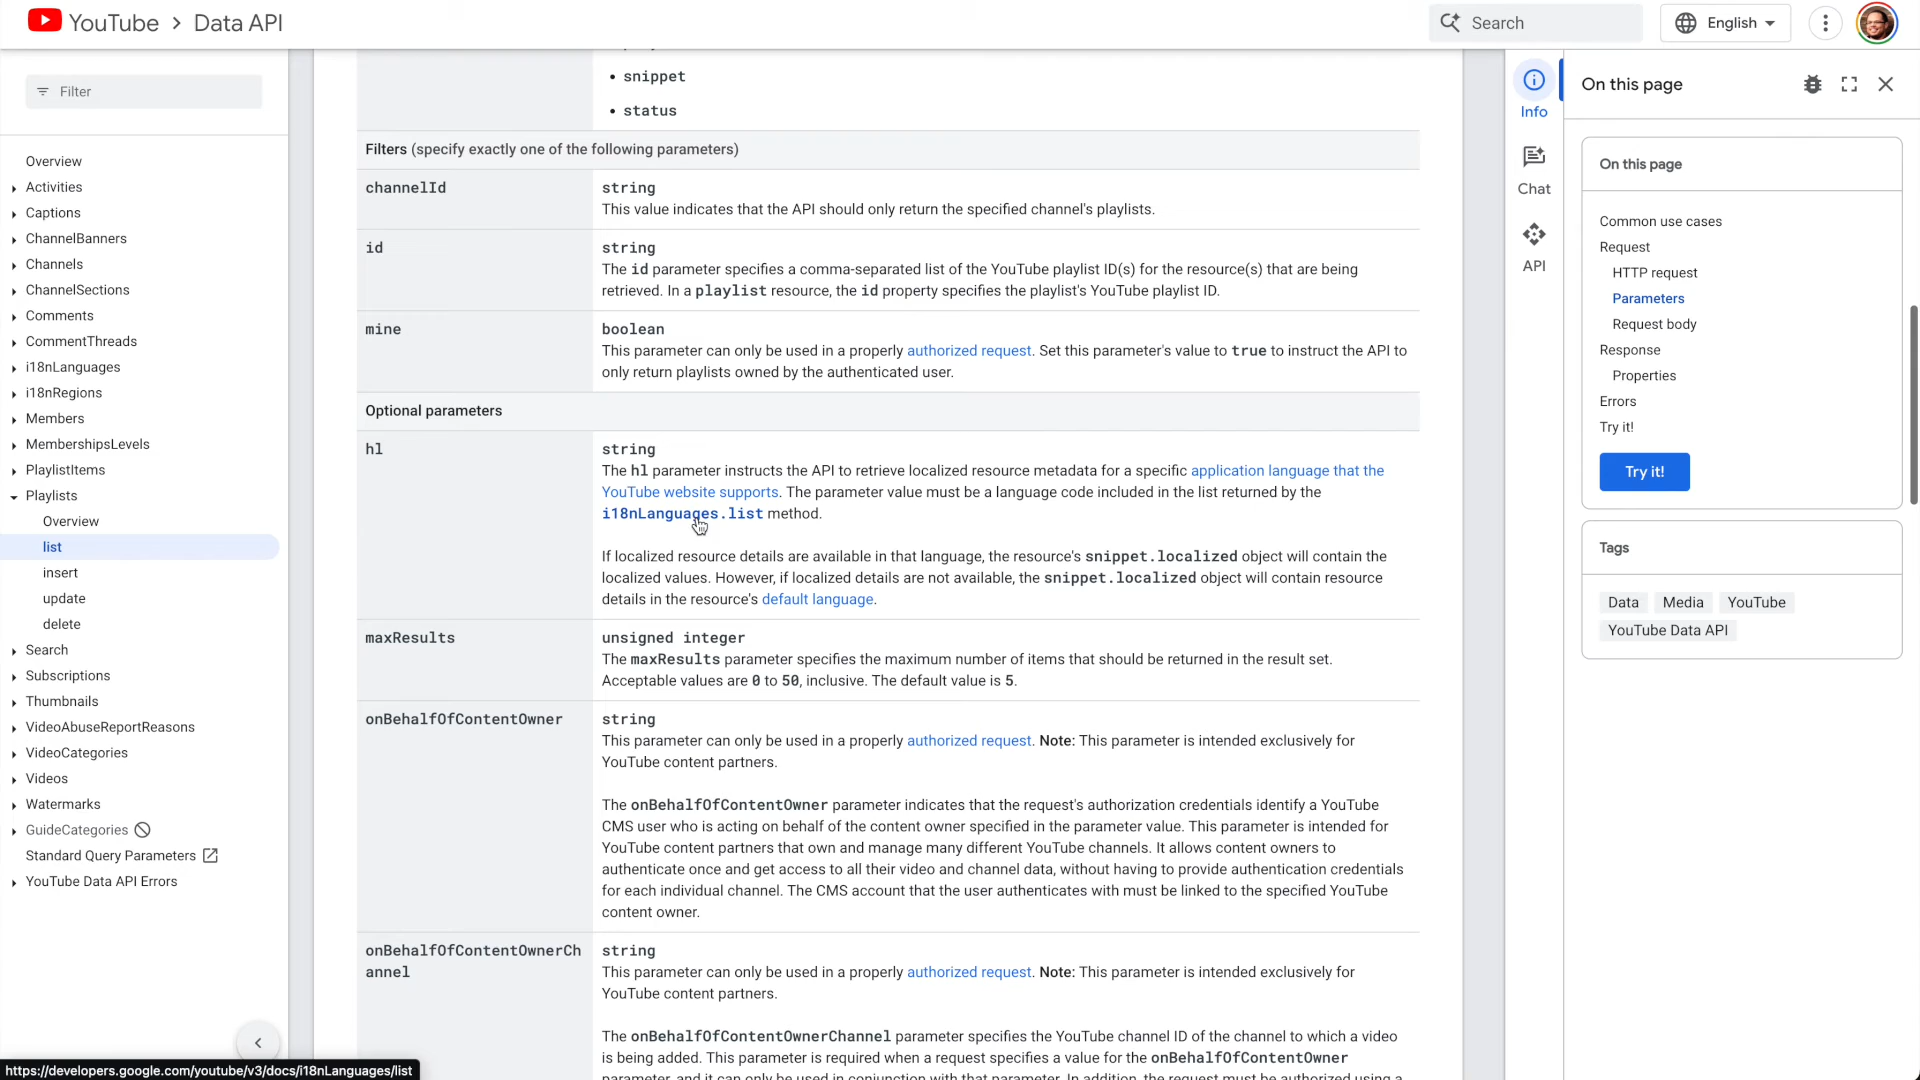 YouTube > Data API
Search
English
Filter
Overview
Activities
Captions
ChannelBanners
Channels
ChannelSections
Comments
CommentThreads
i18nLanguages
i18nRegions
Members
MembershipsLevels
PlaylistItems
Playlists
Overview
list
insert
update
delete
Search
Subscriptions
Thumbnails
VideoAbuseReportReasons
VideoCategories
Videos
Watermarks
GuideCategories
Standard Query Parameters
YouTube Data API Errors
https://developers.google.com/youtube/v3/docs/i18nLanguages/list
• snippet
• status
Filters (specify exactly one of the following parameters)
channelId
string
This value indicates that the API should only return the specified channel's playlists.
id
string
The id parameter specifies a comma-separated list of the YouTube playlist ID(s) for the resource(s) that are being
retrieved. In a playlist resource, the id property specifies the playlist's YouTube playlist ID.
mine
boolean
This parameter can only be used in a properly authorized request. Set this parameter's value to true to instruct the API to
only return playlists owned by the authenticated user.
Optional parameters
hl
string
The hl parameter instructs the API to retrieve localized resource metadata for a specific application language that the
YouTube website supports. The parameter value must be a language code included in the list returned by the
i18nLanguages.list method.
If localized resource details are available in that language, the resource's snippet.localized object will contain the
localized values. However, if localized details are not available, the snippet.localized object will contain resource
details in the resource's default language.
maxResults
unsigned integer
The maxResults parameter specifies the maximum number of items that should be returned in the result set.
Acceptable values are 0 to 50, inclusive. The default value is 5.
onBehalfOfContentOwner
string
This parameter can only be used in a properly authorized request. Note: This parameter is intended exclusively for
YouTube content partners.
The onBehalfOfContentOwner parameter indicates that the request's authorization credentials identify a YouTube
CMS user who is acting on behalf of the content owner specified in the parameter value. This parameter is intended for
YouTube content partners that own and manage many different YouTube channels. It allows content owners to
authenticate once and get access to all their video and channel data, without having to provide authentication credentials
for each individual channel. The CMS account that the user authenticates with must be linked to the specified YouTube
content owner.
onBehalfOfContentOwnerCh
annel
string
This parameter can only be used in a properly authorized request. Note: This parameter is intended exclusively for
YouTube content partners.
The onBehalfOfContentOwnerChannel parameter specifies the YouTube channel ID of the channel to which a video
is being added. This parameter is required when a request specifies a value for the onBehalfOfContentOwner
parameter, and it can only be used in conjunction with that parameter. In addition, the request must be authorized using a
Info
Chat
API
On this page
On this page
Common use cases
Request
HTTP request
Parameters
Request body
Response
Properties
Errors
Try it!
Try it!
Tags
Data
Media
YouTube
YouTube Data API